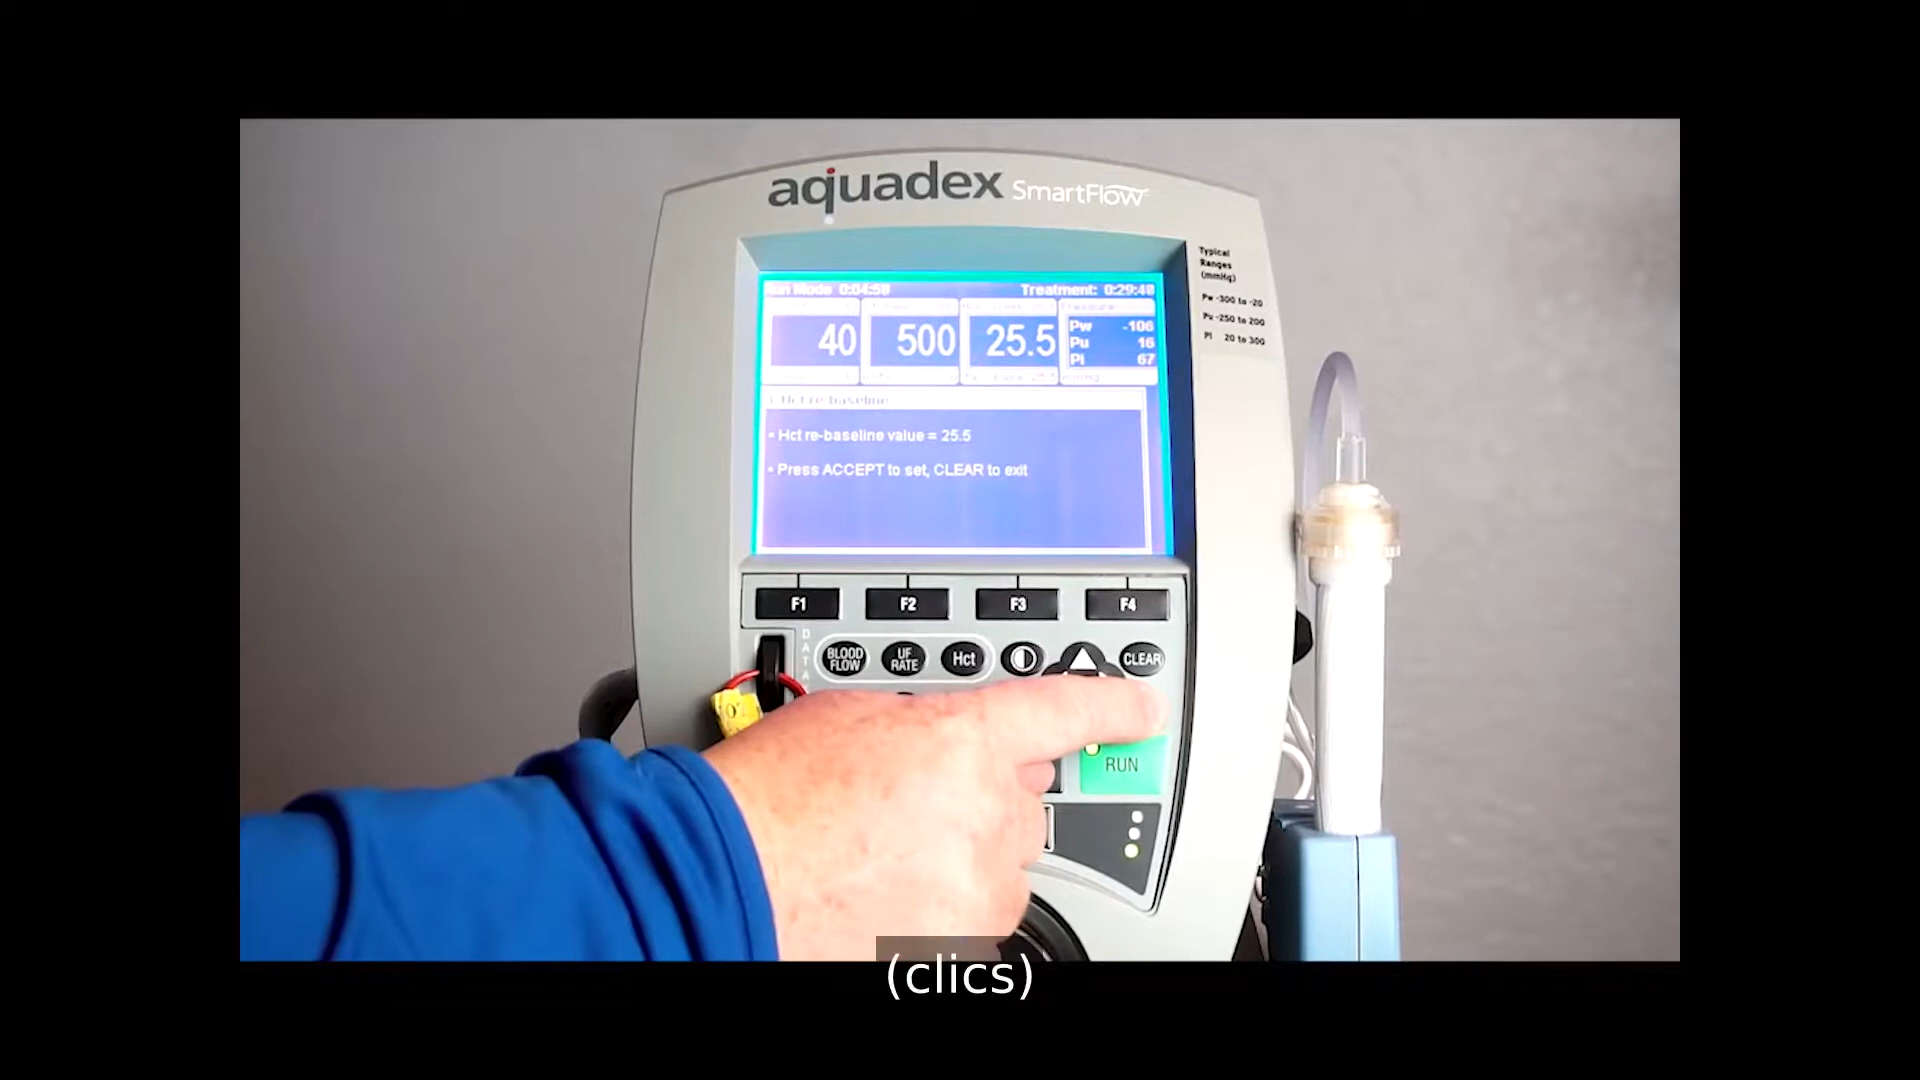 aquadex SmartFlow
Typical
Ranges
(mmHg)
Pw -300 to -20
Pu -250 to 200
Pi 20 to 300
Run Mode 0:04:58
Treatment: 0:29:48
40
500
25.5
Pw -106
Pu 16
Pi 67
mmHg
Hct re-baseline
• Hct re-baseline value = 25.5
• Press ACCEPT to set, CLEAR to exit
F1
F2
F3
F4
BLOOD
FLOW
UF
RATE
Hct
CLEAR
RUN
(clics)